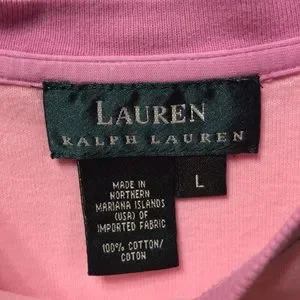 LAUREN
RALPH LAUREN
L
MADE IN
NORTHERN
MARIANA ISLANDS
(USA) OF
IMPORTED FABRIC
100% COTTON/
COTON